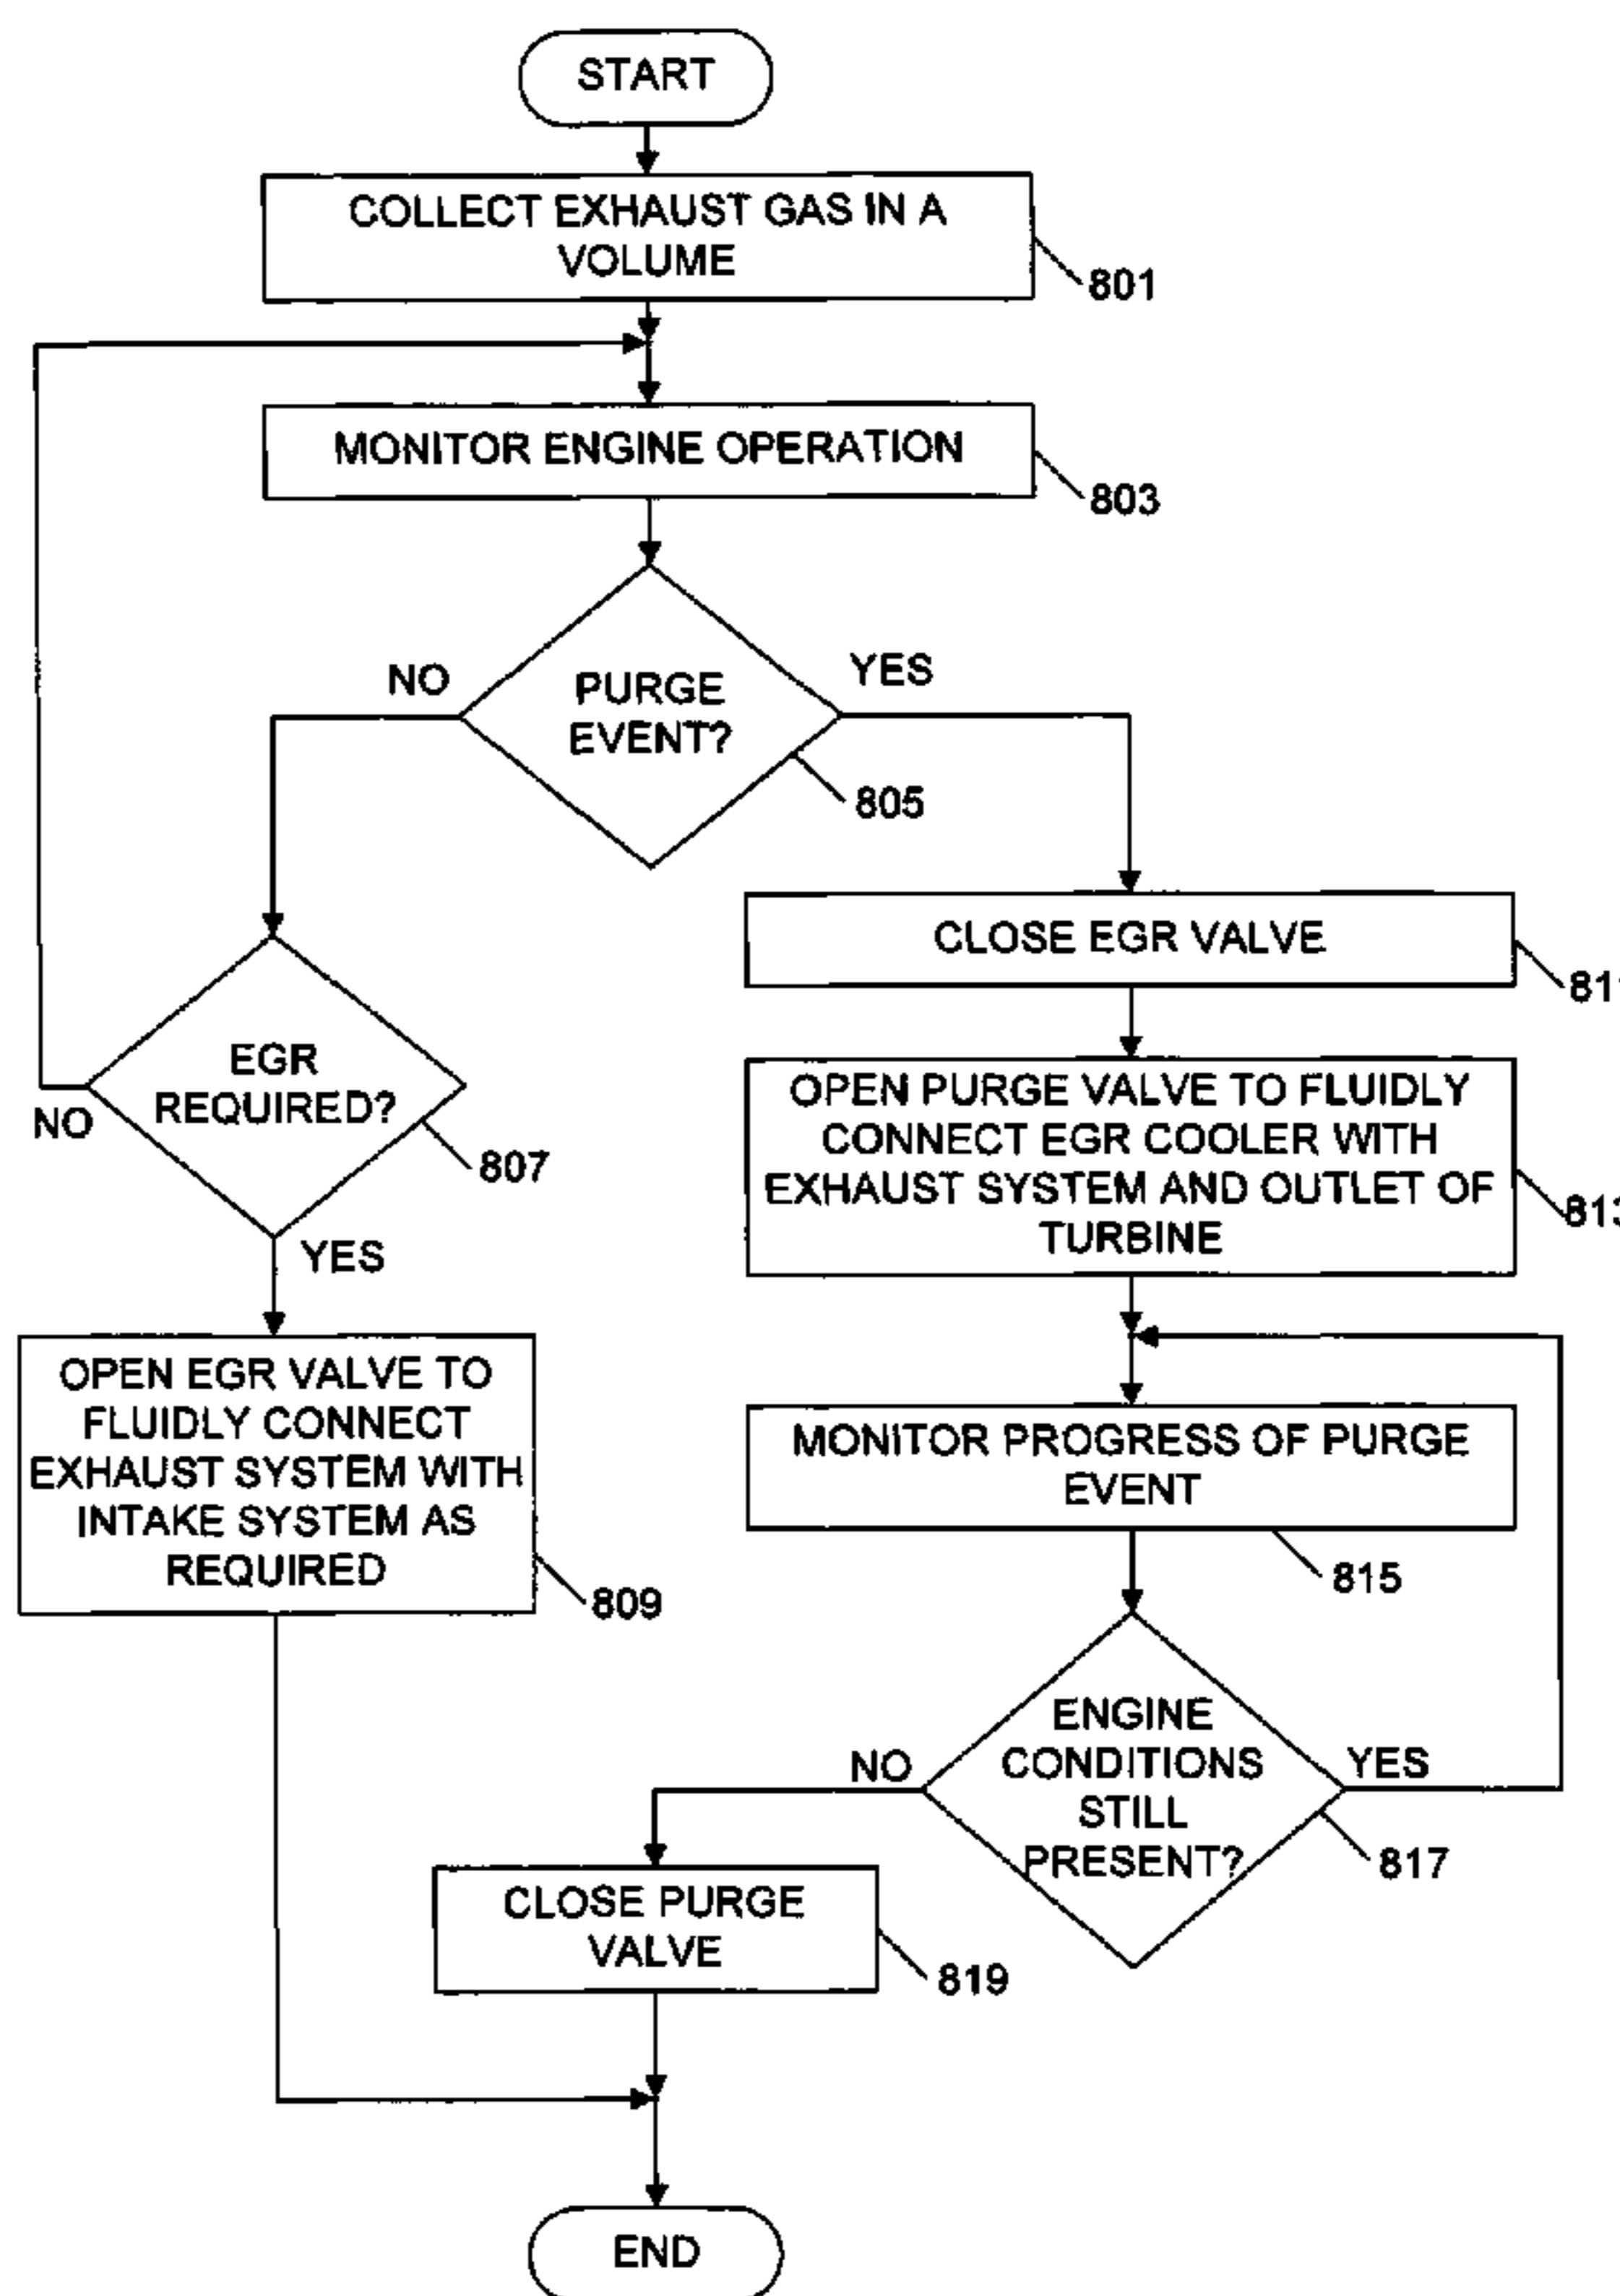 START
COLLECT EXHAUST GAS IN A
VOLUME
801
MONITOR ENGINE OPERATION
803
NO
YES
PURGE
EVENT?
805
CLOSE EGR VALVE
EGR
REQUIRED?
NO
807
YES
OPEN PURGE VALVE TO FLUIDLY
CONNECT EGR COOLER WITH
EXHAUST SYSTEM AND OUTLET OF
TURBINE
813
OPEN EGR VALVE TO
FLUIDLY CONNECT
EXHAUST SYSTEM WITH
INTAKE SYSTEM AS
REQUIRED
809
MONITOR PROGRESS OF PURGE
EVENT
815
ENGINE
CONDITIONS
STILL
PRESENT?
NO
YES
817
CLOSE PURGE
VALVE
819
END